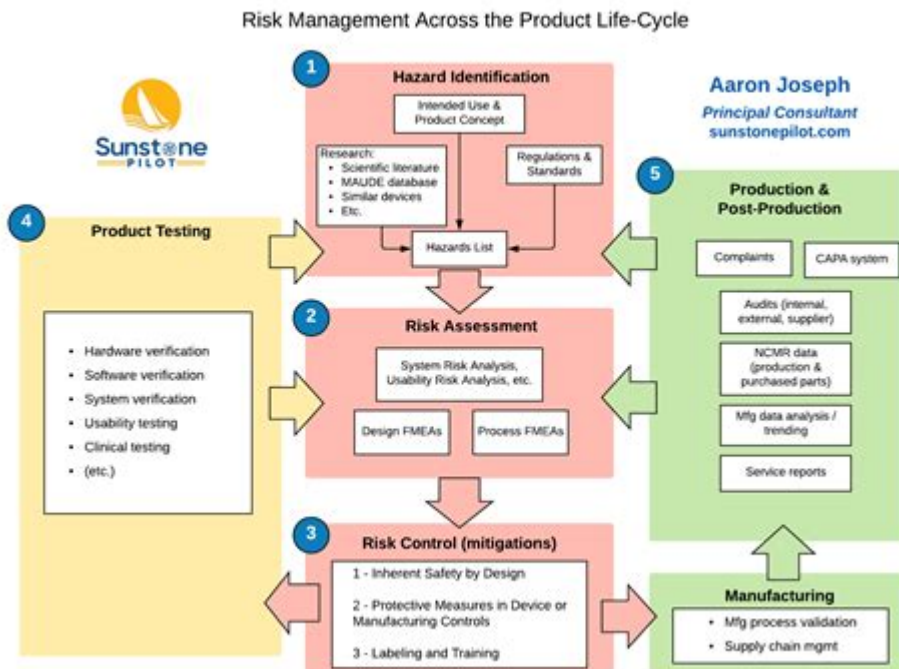 Risk Management Across the Product Life-Cycle
Sunstone
PILOT
Aaron Joseph
Principal Consultant
sunstonepilot.com
1
Hazard Identification
Intended Use &
Product Concept
Research:
• Scientific literature
• MAUDE database
• Similar devices
• Etc.
Regulations &
Standards
Hazards List
2
Risk Assessment
System Risk Analysis,
Usability Risk Analysis, etc.
Design FMEAs
Process FMEAs
3
Risk Control (mitigations)
1 - Inherent Safety by Design
2 - Protective Measures in Device or
Manufacturing Controls
3 - Labeling and Training
4
Product Testing
• Hardware verification
• Software verification
• System verification
• Usability testing
• Clinical testing
• (etc.)
5
Production &
Post-Production
Complaints
CAPA system
Audits (internal,
external, supplier)
NCMR data
(production &
purchased parts)
Mfg data analysis /
trending
Service reports
Manufacturing
• Mfg process validation
• Supply chain mgmt